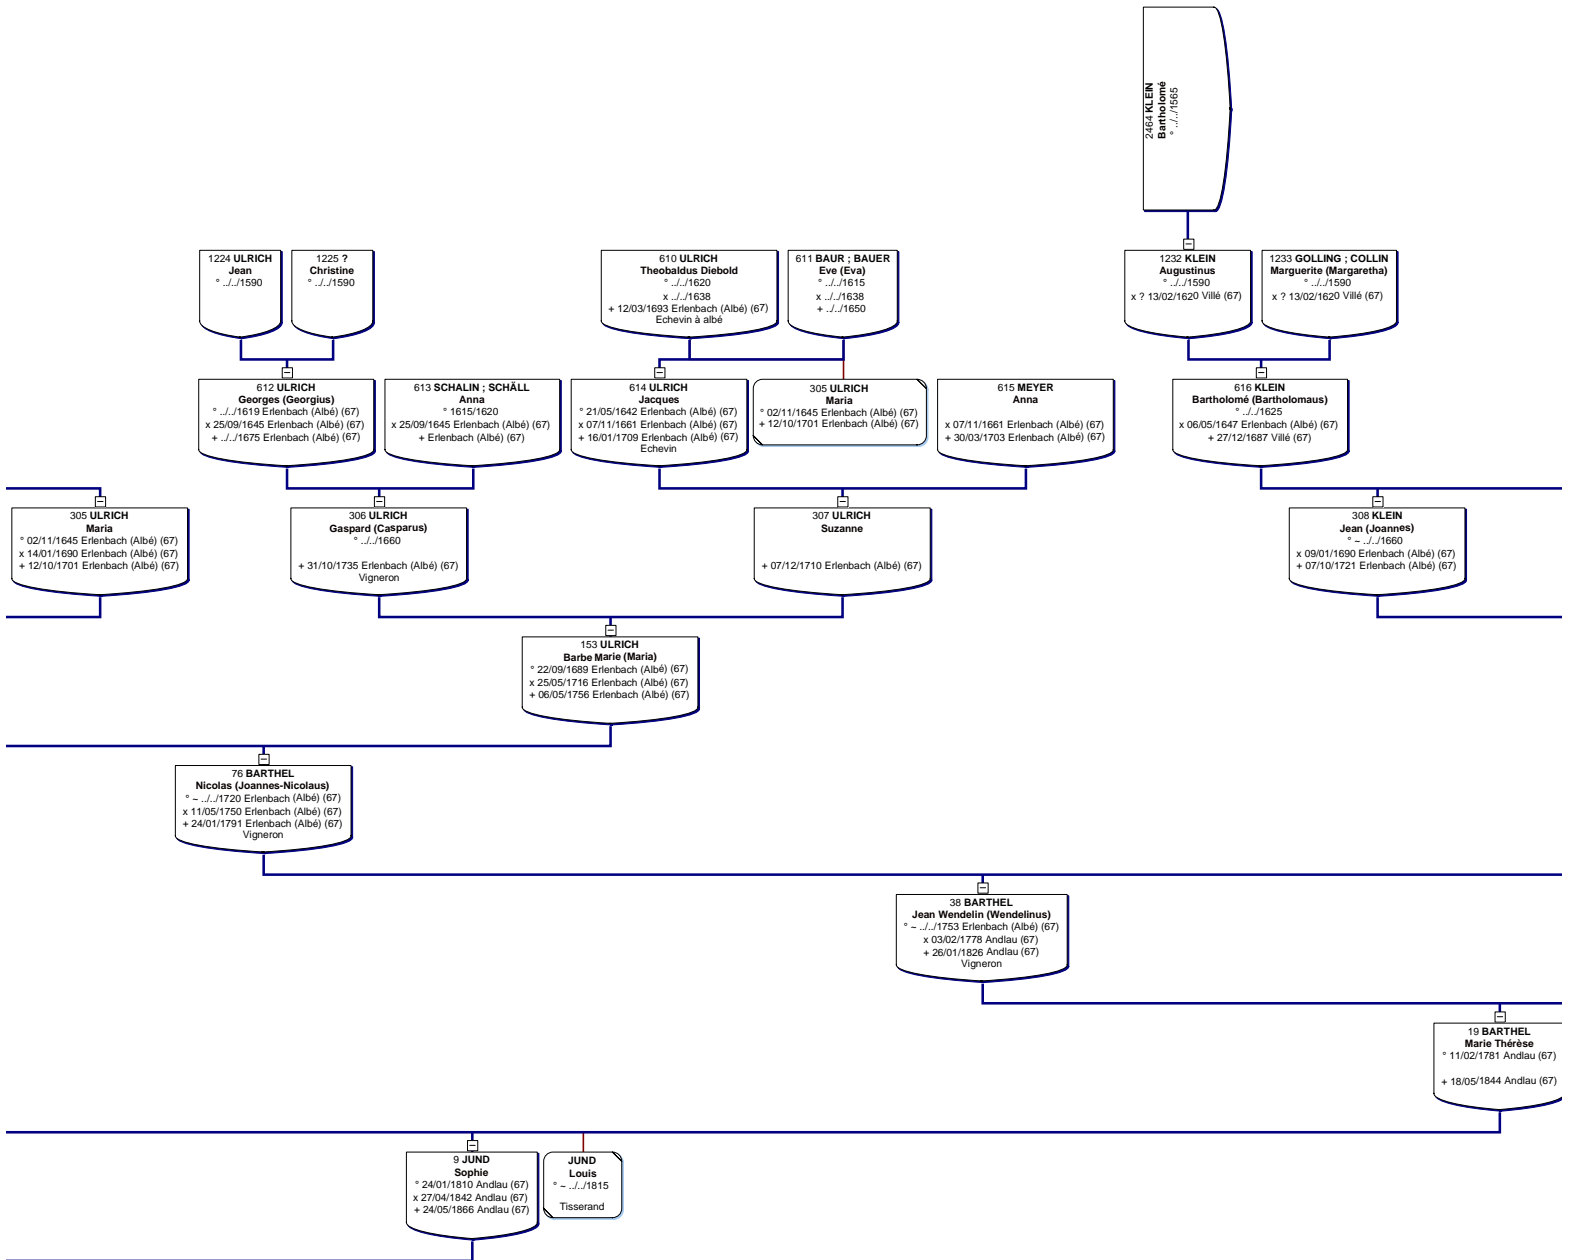 2464 KLEIN
Bartholomé
° ../../1565
1224 ULRICH
Jean
° ../../1590
1225 ?
Christine
° ../../1590
610 ULRICH
Theobaldus Diebold
° ../../1620
x ../../1638
+ 12/03/1693 Erlenbach (Albé) (67)
Echevin à albé
611 BAUR ; BAUER
Eve (Eva)
° ../../1615
x ../../1638
+ ../../1650
1232 KLEIN
Augustinus
° ../../1590
x ? 13/02/1620 Villé (67)
1233 GOLLING ; COLLIN
Marguerite (Margaretha)
° ../../1590
x ? 13/02/1620 Villé (67)
612 ULRICH
Georges (Georgius)
° ../../1619 Erlenbach (Albé) (67)
x 25/09/1645 Erlenbach (Albé) (67)
+ ../../1675 Erlenbach (Albé) (67)
613 SCHALIN ; SCHÄLL
Anna
° 1615/1620
x 25/09/1645 Erlenbach (Albé) (67)
+ Erlenbach (Albé) (67)
614 ULRICH
Jacques
° 21/05/1642 Erlenbach (Albé) (67)
x 07/11/1661 Erlenbach (Albé) (67)
+ 16/01/1709 Erlenbach (Albé) (67)
Echevin
305 ULRICH
Maria
° 02/11/1645 Erlenbach (Albé) (67)
+ 12/10/1701 Erlenbach (Albé) (67)
615 MEYER
Anna
x 07/11/1661 Erlenbach (Albé) (67)
+ 30/03/1703 Erlenbach (Albé) (67)
616 KLEIN
Bartholomé (Bartholomaus)
° ../../1625
x 06/05/1647 Erlenbach (Albé) (67)
+ 27/12/1687 Villé (67)
305 ULRICH
Maria
° 02/11/1645 Erlenbach (Albé) (67)
x 14/01/1690 Erlenbach (Albé) (67)
+ 12/10/1701 Erlenbach (Albé) (67)
306 ULRICH
Gaspard (Casparus)
° ../../1660
+ 31/10/1735 Erlenbach (Albé) (67)
Vigneron
307 ULRICH
Suzanne
+ 07/12/1710 Erlenbach (Albé) (67)
308 KLEIN
Jean (Joannes)
° ~ ../../1660
x 09/01/1690 Erlenbach (Albé) (67)
+ 07/10/1721 Erlenbach (Albé) (67)
153 ULRICH
Barbe Marie (Maria)
° 22/09/1689 Erlenbach (Albé) (67)
x 25/05/1716 Erlenbach (Albé) (67)
+ 06/05/1756 Erlenbach (Albé) (67)
76 BARTHEL
Nicolas (Joannes-Nicolaus)
° ~ ../../1720 Erlenbach (Albé) (67)
x 11/05/1750 Erlenbach (Albé) (67)
+ 24/01/1791 Erlenbach (Albé) (67)
Vigneron
38 BARTHEL
Jean Wendelin (Wendelinus)
° ~ ../../1753 Erlenbach (Albé) (67)
x 03/02/1778 Andlau (67)
+ 26/01/1826 Andlau (67)
Vigneron
19 BARTHEL
Marie Thérèse
° 11/02/1781 Andlau (67)
+ 18/05/1844 Andlau (67)
9 JUND
Sophie
° 24/01/1810 Andlau (67)
x 27/04/1842 Andlau (67)
+ 24/05/1866 Andlau (67)
JUND
Louis
° ~ ../../1815
Tisserand